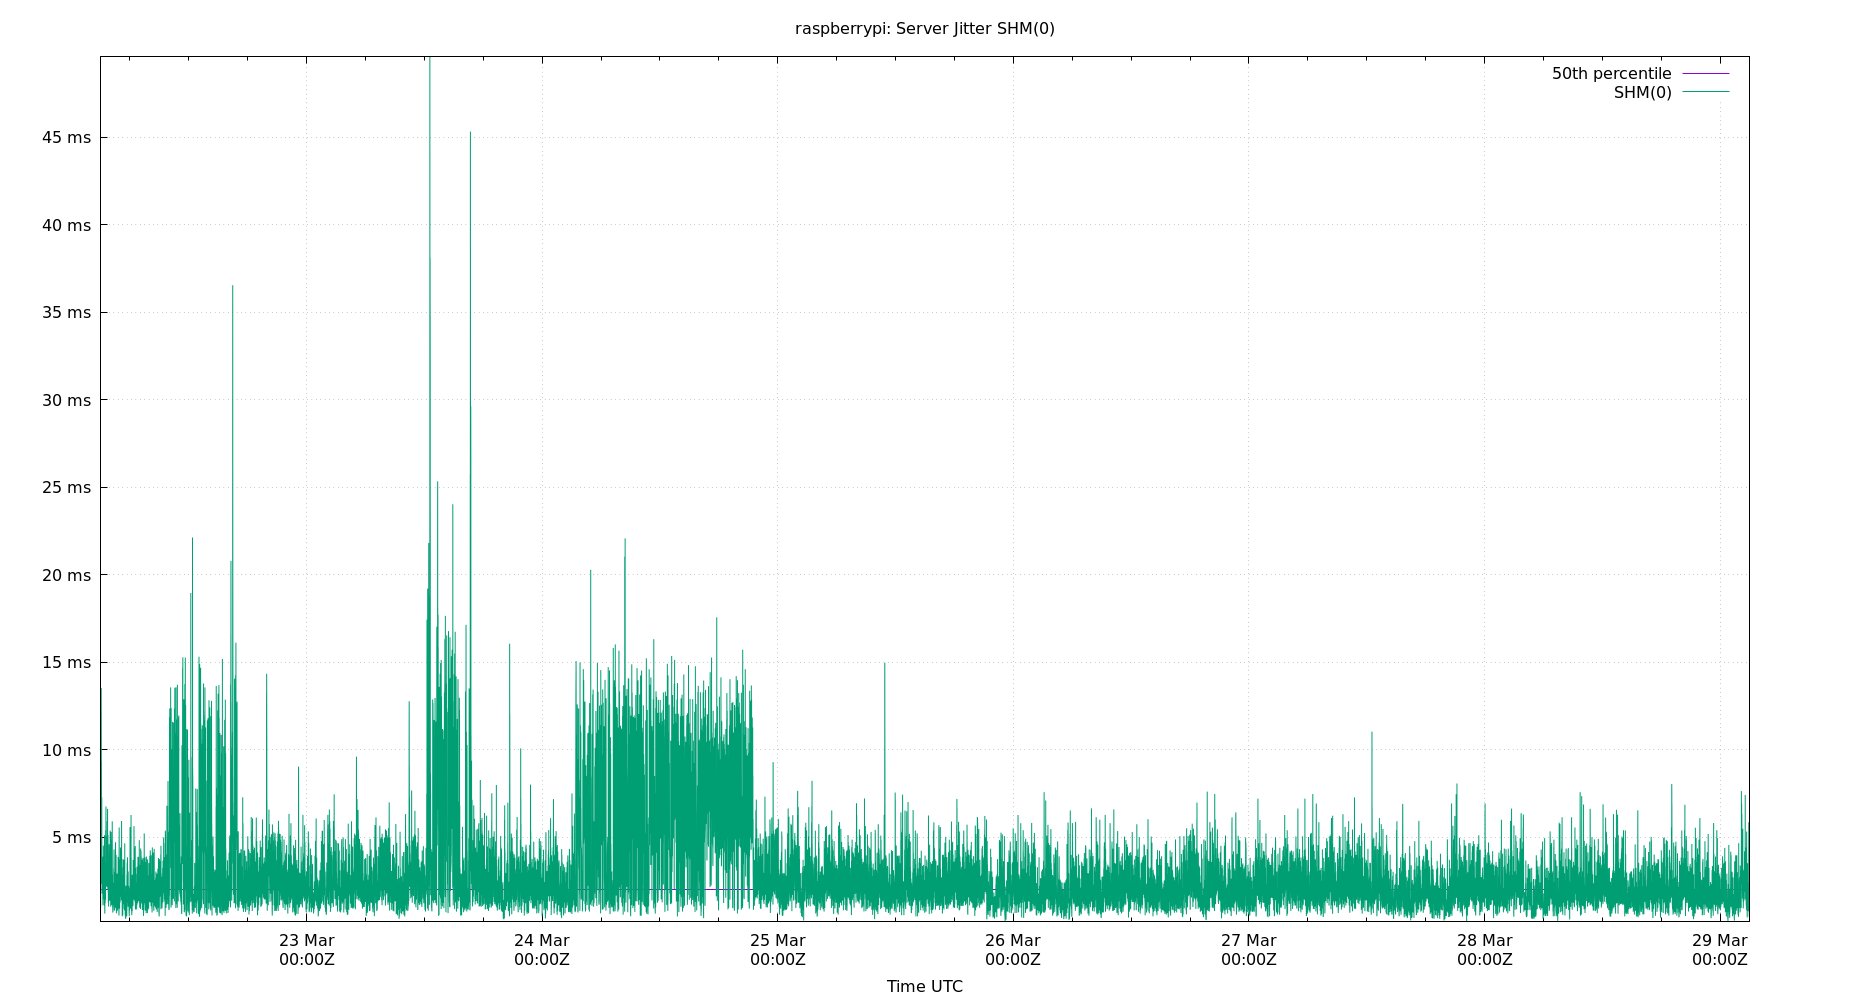 raspberrypi: Server Jitter SHM(0)
50th percentile
SHM(0)
45 ms
40 ms
35 ms
30 ms
25 ms
20 ms
15 ms
10 ms
5 ms
23 Mar 24 Mar 25 Mar 26 Mar 27 Mar 28 Mar 29 Mar
00:00Z 00:00Z 00:00Z 00:00Z 00:00Z 00:00Z 00:00Z
Time UTC